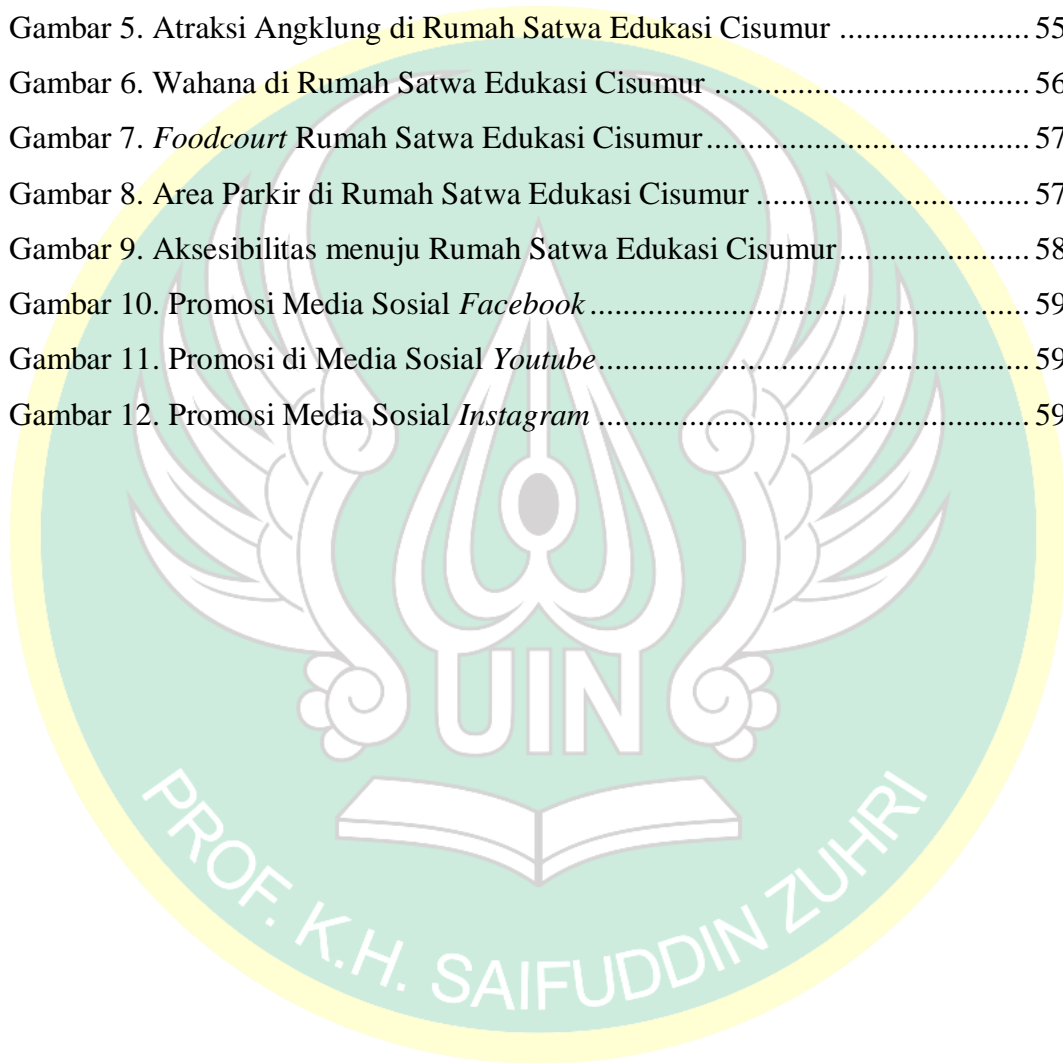 Gambar 5. Atraksi Angklung di Rumah Satwa Edukasi Cisumur ...................... 55
Gambar 6. Wahana di Rumah Satwa Edukasi Cisumur ..................................... 56
Gambar 7. Foodcourt Rumah Satwa Edukasi Cisumur...................................... 57
Gambar 8. Area Parkir di Rumah Satwa Edukasi Cisumur ................................ 57
Gambar 9. Aksesibilitas menuju Rumah Satwa Edukasi Cisumur...................... 58
Gambar 10. Promosi Media Sosial Facebook.................................................... 59
Gambar 11. Promosi di Media Sosial Youtube................................................... 59
Gambar 12. Promosi Media Sosial Instagram ................................................... 59
UIN
PROF. K.H. SAIFUDDIN ZUHRI